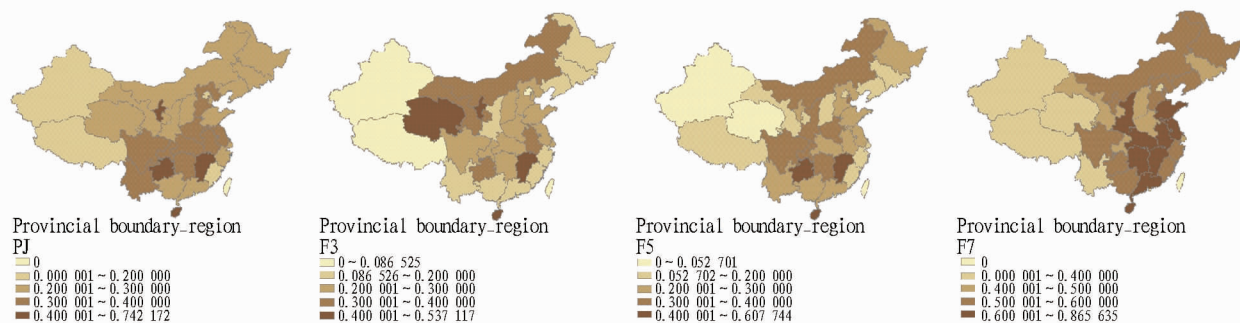 Provincial boundary_region
PJ
0
0.000 001~0.200 000
0.200 001~0.300 000
0.300 001~0.400 000
0.400 001~0.742 172
Provincial boundary_region
F3
0~0.086 525
0.086 526~0.200 000
0.200 001~0.300 000
0.300 001~0.400 000
0.400 001~0.537 117
Provincial boundary_region
F5
0~0.052 701
0.052 702~0.200 000
0.200 001~0.300 000
0.300 001~0.400 000
0.400 001~0.607 744
Provincial boundary_region
F7
0
0.000 001~0.400 000
0.400 001~0.500 000
0.500 001~0.600 000
0.600 001~0.865 635